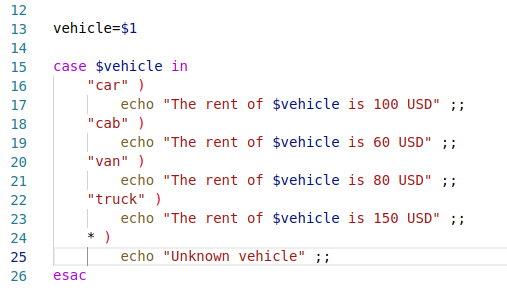 12
13 vehicle=$1
14
15 case $vehicle in
16     "car" )
17         echo "The rent of $vehicle is 100 USD" ;;
18     "cab" )
19         echo "The rent of $vehicle is 60 USD" ;;
20     "van" )
21         echo "The rent of $vehicle is 80 USD" ;;
22     "truck" )
23         echo "The rent of $vehicle is 150 USD" ;;
24     * )
25         echo "Unknown vehicle" ;;
26 esac